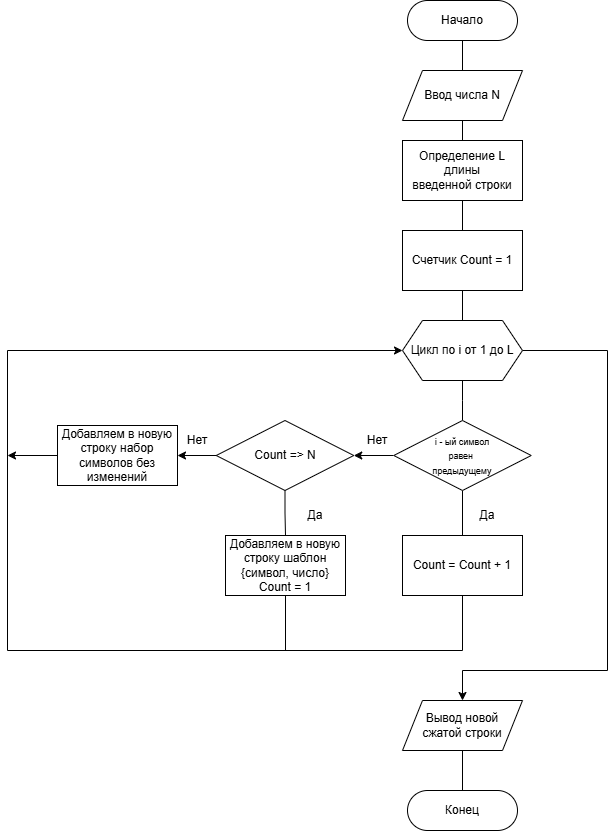 Начало
Ввод числа N
Определение L
длины
введенной строки
Счетчик Count = 1
Цикл по i от 1 до L
Добавляем в новую
строку набор
символов без
изменений
Нет
Count => N
Нет
i - ый символ
равен
предыдущему
Да
Да
Добавляем в новую
строку шаблон
{символ, число}
Count = 1
Count = Count + 1
Вывод новой
сжатой строки
Конец